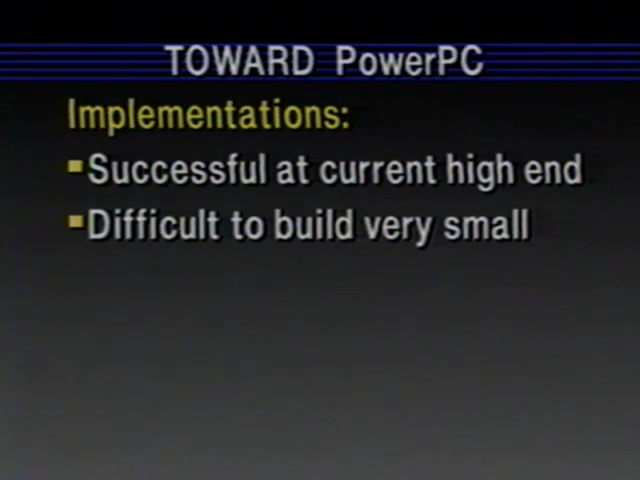 TOWARD PowerPC
Implementations:
▪Successful at current high end
▪Difficult to build very small